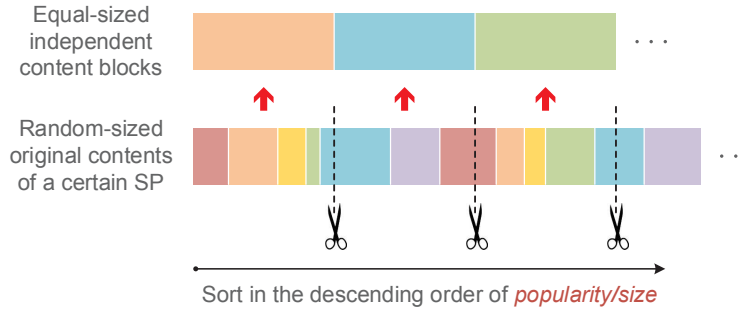 Equal-sized
independent
content blocks
. . .
Random-sized
original contents
of a certain SP
. .
Sort in the descending order of popularity/size